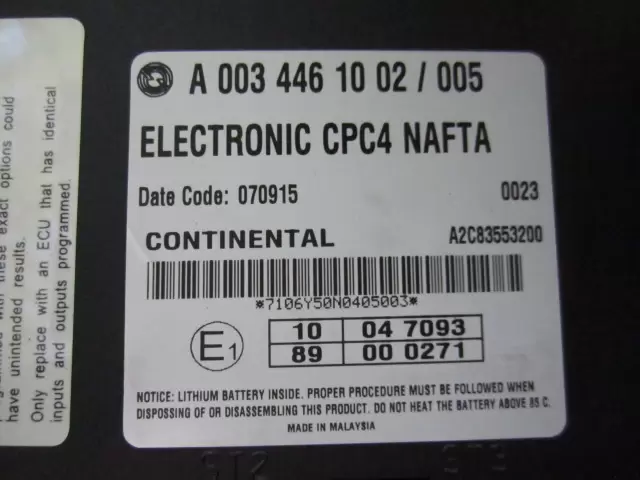 A 003 446 10 02 / 005
ELECTRONIC CPC4 NAFTA
Date Code: 070915 0023
CONTINENTAL A2C83553200
*7106Y50N0405003*
E1
10 04 7093
89 00 0271
NOTICE: LITHIUM BATTERY INSIDE. PROPER PROCEDURE MUST BE FOLLOWED WHEN
DISPOSING OF OR DISASSEMBLING THIS PRODUCT. DO NOT HEAT THE BATTERY ABOVE 85 C.
MADE IN MALAYSIA
these exact options could
have unintended results.
Only replace with an ECU that has identical
inputs and outputs programmed.